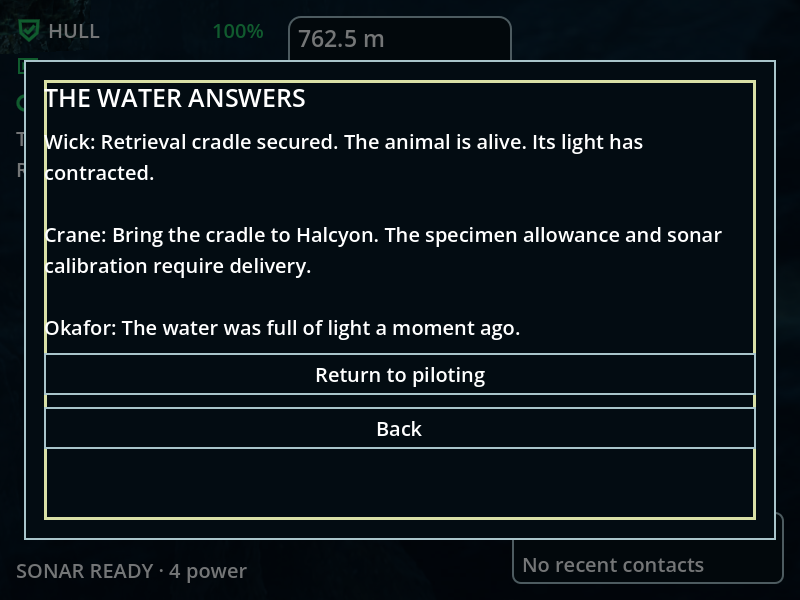 HULL 100%
762.5 m
THE WATER ANSWERS
Wick: Retrieval cradle secured. The animal is alive. Its light has
contracted.
Crane: Bring the cradle to Halcyon. The specimen allowance and sonar
calibration require delivery.
Okafor: The water was full of light a moment ago.
Return to piloting
Back
No recent contacts
SONAR READY · 4 power